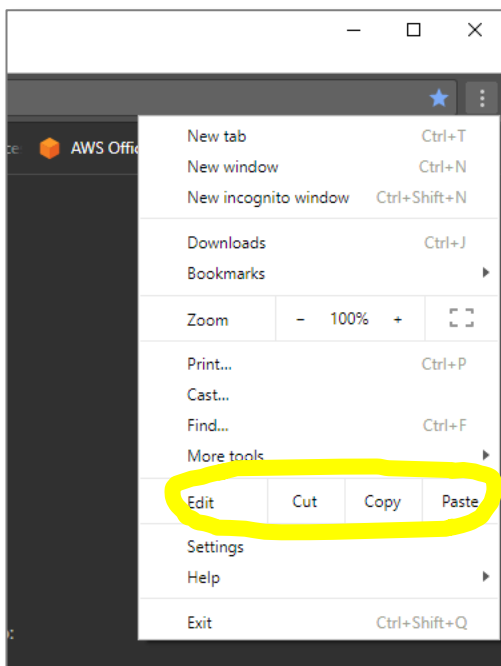 AWS Offic
New tab Ctrl+T
New window Ctrl+N
New incognito window Ctrl+Shift+N
Downloads Ctrl+J
Bookmarks
Zoom - 100% +
Print... Ctrl+P
Cast...
Find... Ctrl+F
More tools
Edit Cut Copy Paste
Settings
Help
Exit Ctrl+Shift+Q